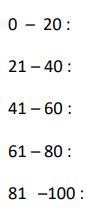 0 – 20 :
21 – 40 :
41 – 60 :
61 – 80 :
81 –100 :